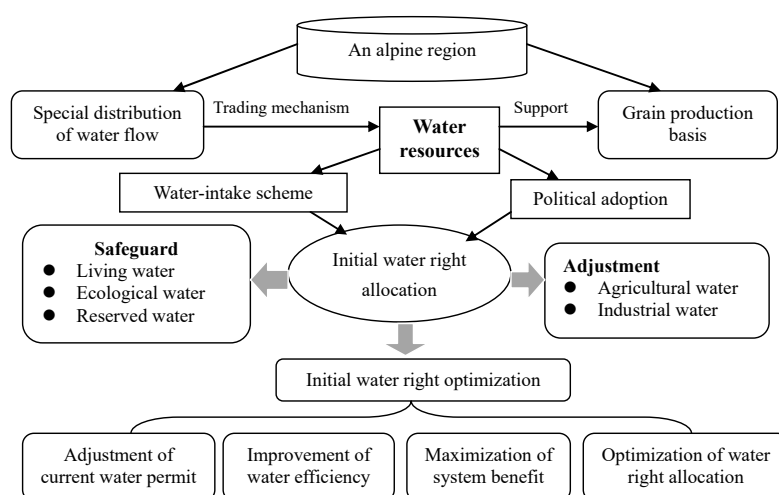 An alpine region
Special distribution
of water flow
Trading mechanism
Water
resources
Support
Grain production
basis
Water-intake scheme
Political adoption
Safeguard
● Living water
● Ecological water
● Reserved water
Initial water right
allocation
Adjustment
● Agricultural water
● Industrial water
Initial water right optimization
Adjustment of
current water permit
Improvement of
water efficiency
Maximization of
system benefit
Optimization of water
right allocation